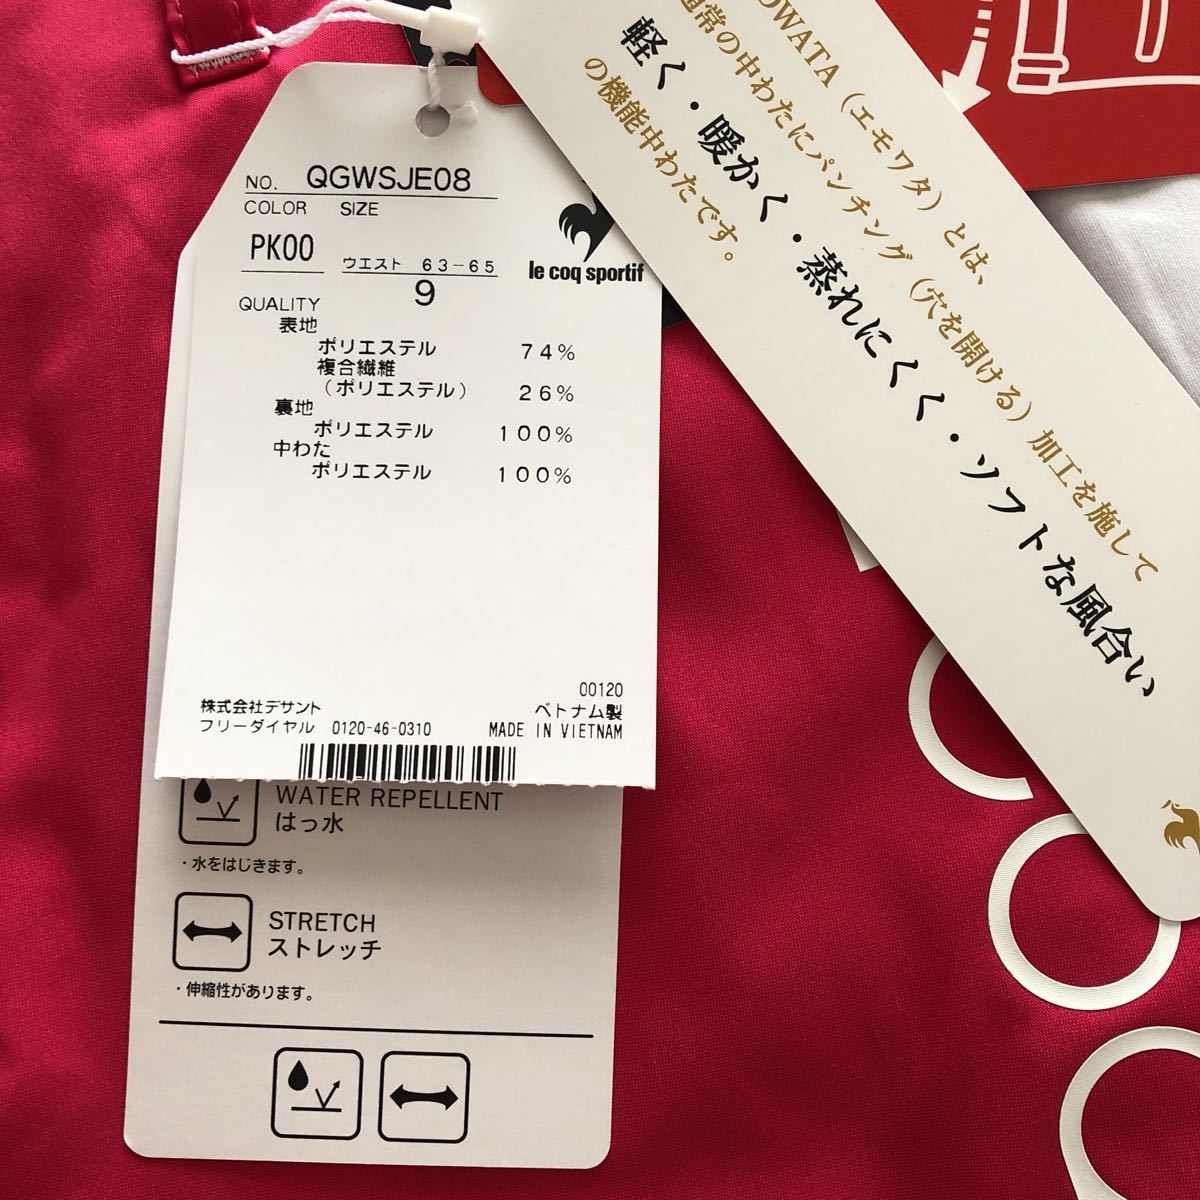 NO. QGWSJE08
COLOR SIZE
PK00 ウエスト 63-65
9
QUALITY
表地
ポリエステル 74%
複合繊維
(ポリエステル) 26%
裏地
ポリエステル 100%
中わた
ポリエステル 100%
le coq sportif
00120
株式会社デサント ベトナム製
フリーダイヤル 0120-46-0310 MADE IN VIETNAM
WATER REPELLENT
はっ水
・水をはじきます。
STRETCH
ストレッチ
・伸縮性があります。
OWATA(エモワタ)とは、
通常の中わたにパンチング(穴を開ける)加工を施して
軽く・暖かく・蒸れにくく・ソフトな風合い
の機能中わたです。